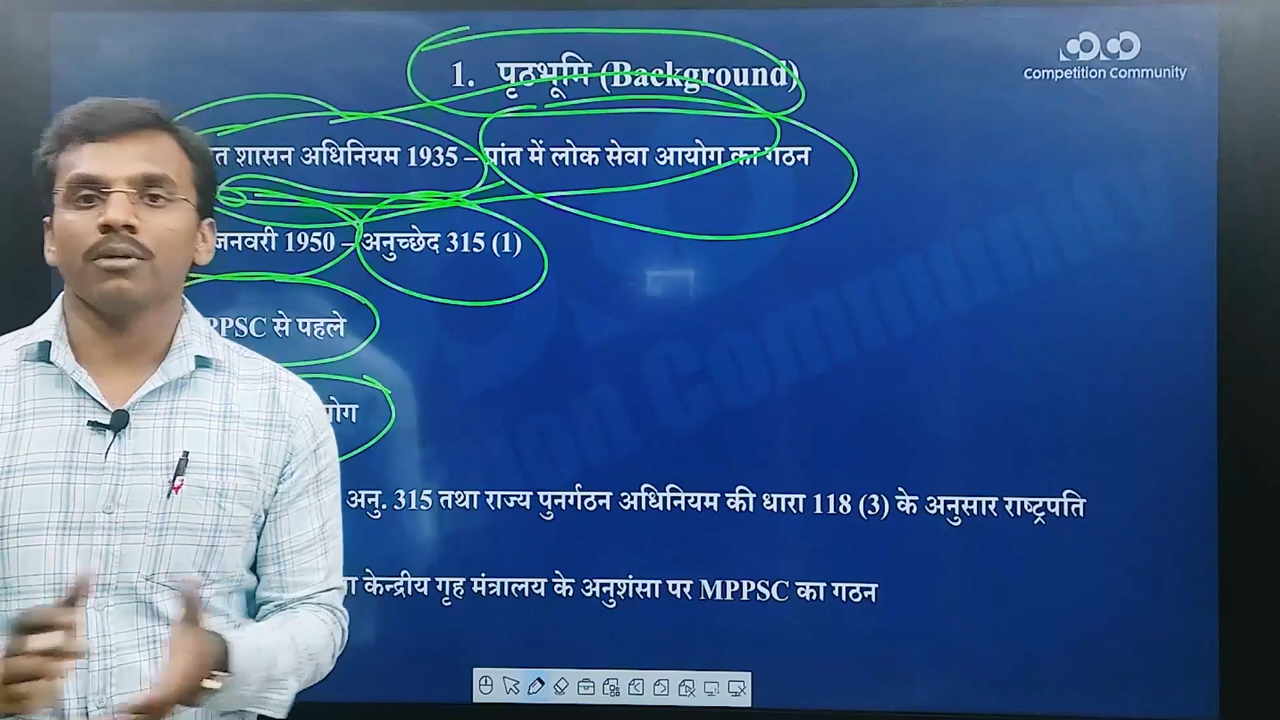 1. पृष्ठभूमि (Background)
Competition Community
शासन अधिनियम 1935 – प्रांत में लोक सेवा आयोग का गठन
जनवरी 1950 – अनुच्छेद 315 (1)
से पहले
अनु. 315 तथा राज्य पुनर्गठन अधिनियम की धारा 118 (3) के अनुसार राष्ट्रपति
केन्द्रीय गृह मंत्रालय के अनुशंसा पर MPPSC का गठन
Community